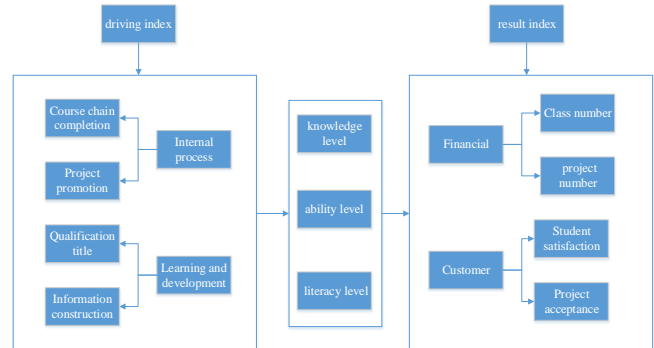 driving index
result index
Course chain
completion
Internal
process
Project
promotion
Qualification
title
Learning and
development
Information
construction
knowledge
level
ability level
literacy level
Class number
Financial
project
number
Student
satisfaction
Customer
Project
acceptance